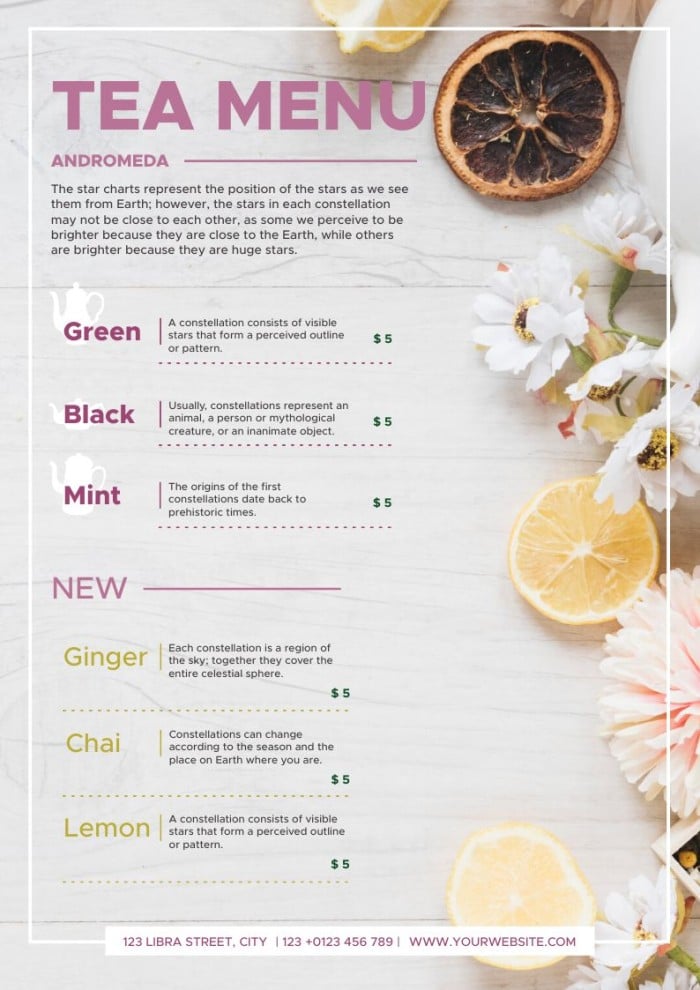 TEA MENU
ANDROMEDA
The star charts represent the position of the stars as we see
them from Earth; however, the stars in each constellation
may not be close to each other, as some we perceive to be
brighter because they are close to the Earth, while others
are brighter because they are huge stars.
Green
A constellation consists of visible
stars that form a perceived outline
or pattern.
$ 5
Black
Usually, constellations represent an
animal, a person or mythological
creature, or an inanimate object.
$ 5
Mint
The origins of the first
constellations date back to
prehistoric times.
$ 5
NEW
Ginger
Each constellation is a region of
the sky; together they cover the
entire celestial sphere.
$ 5
Chai
Constellations can change
according to the season and the
place on Earth where you are.
$ 5
Lemon
A constellation consists of visible
stars that form a perceived outline
or pattern.
$ 5
123 LIBRA STREET, CITY | 123 +0123 456 789 | WWW.YOURWEBSITE.COM